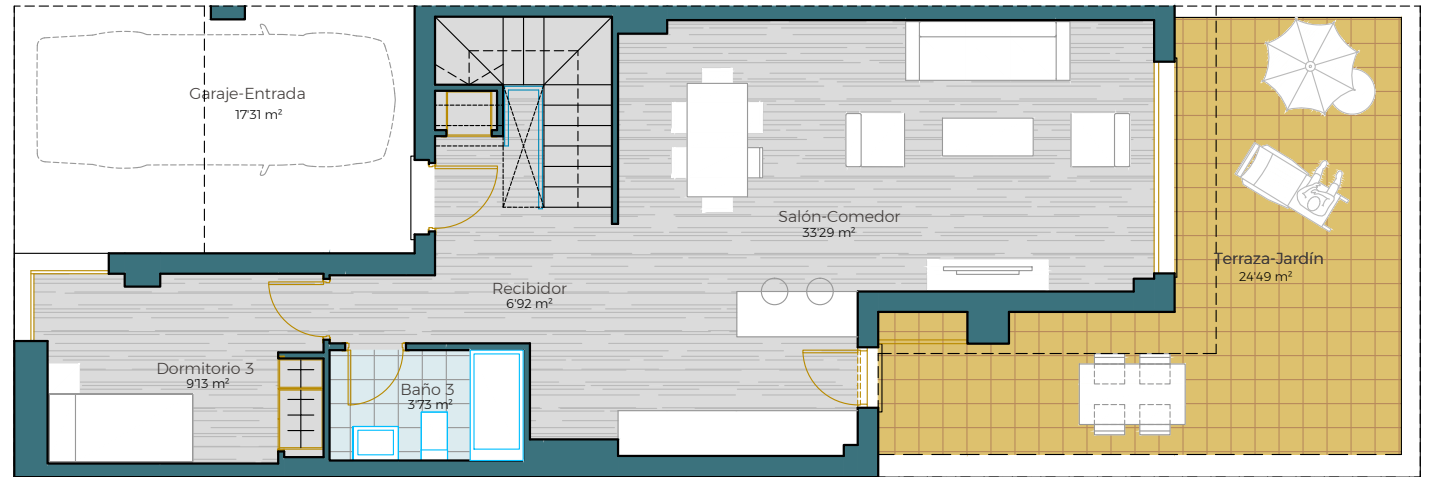 Garaje-Entrada
17'31 m²
Salón-Comedor
33'29 m²
Terraza-Jardín
24'49 m²
Recibidor
6'92 m²
Dormitorio 3
9'13 m²
Baño 3
3'73 m²